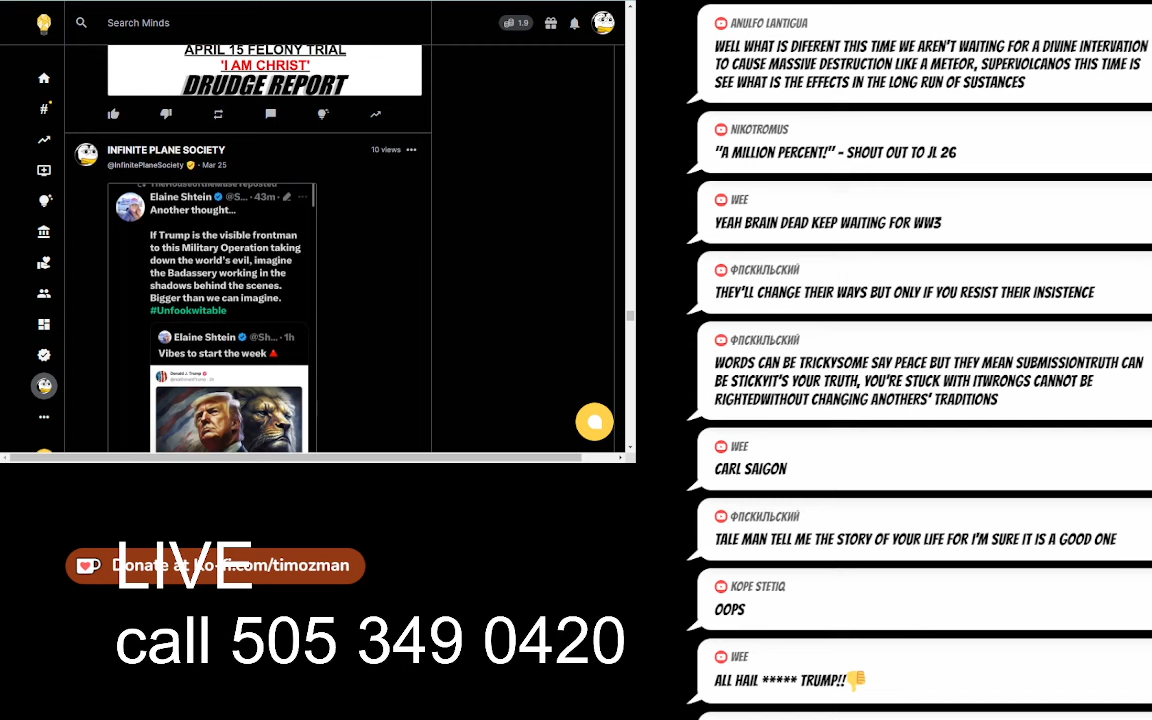 Search Minds
1.9
APRIL 15 FELONY TRIAL
'I AM CHRIST'
DRUDGE REPORT
INFINITE PLANE SOCIETY
10 views
@InfinitePlaneSociety · Mar 25
TheHouseoftheMuse reposted
Elaine Shtein @S... · 43m
Another thought...
If Trump is the visible frontman
to this Military Operation taking
down the world's evil, imagine
the Badassery working in the
shadows behind the scenes.
Bigger than we can imagine.
#Unfookwitable
Elaine Shtein @Sh... · 1h
Vibes to start the week
Donald J. Trump
@realDonaldTrump
LIVE
Donate at ko-fi.com/timozman
call 505 349 0420
ANULFO LANTIGUA
WELL WHAT IS DIFERENT THIS TIME WE AREN'T WAITING FOR A DIVINE INTERVATION
TO CAUSE MASSIVE DESTRUCTION LIKE A METEOR, SUPERVOLCANOS THIS TIME IS
SEE WHAT IS THE EFFECTS IN THE LONG RUN OF SUSTANCES
NIKOTROMUS
"A MILLION PERCENT!" - SHOUT OUT TO JL 26
WEE
YEAH BRAIN DEAD KEEP WAITING FOR WW3
ФПСКИЛЬСКИЙ
THEY'LL CHANGE THEIR WAYS BUT ONLY IF YOU RESIST THEIR INSISTENCE
ФПСКИЛЬСКИЙ
WORDS CAN BE TRICKYSOME SAY PEACE BUT THEY MEAN SUBMISSIONTRUTH CAN
BE STICKYIT'S YOUR TRUTH, YOU'RE STUCK WITH ITWRONGS CANNOT BE
RIGHTEDWITHOUT CHANGING ANOTHERS' TRADITIONS
WEE
CARL SAIGON
ФПСКИЛЬСКИЙ
TALE MAN TELL ME THE STORY OF YOUR LIFE FOR I'M SURE IT IS A GOOD ONE
KOPE STETIQ
OOPS
WEE
ALL HAIL ***** TRUMP!!👎